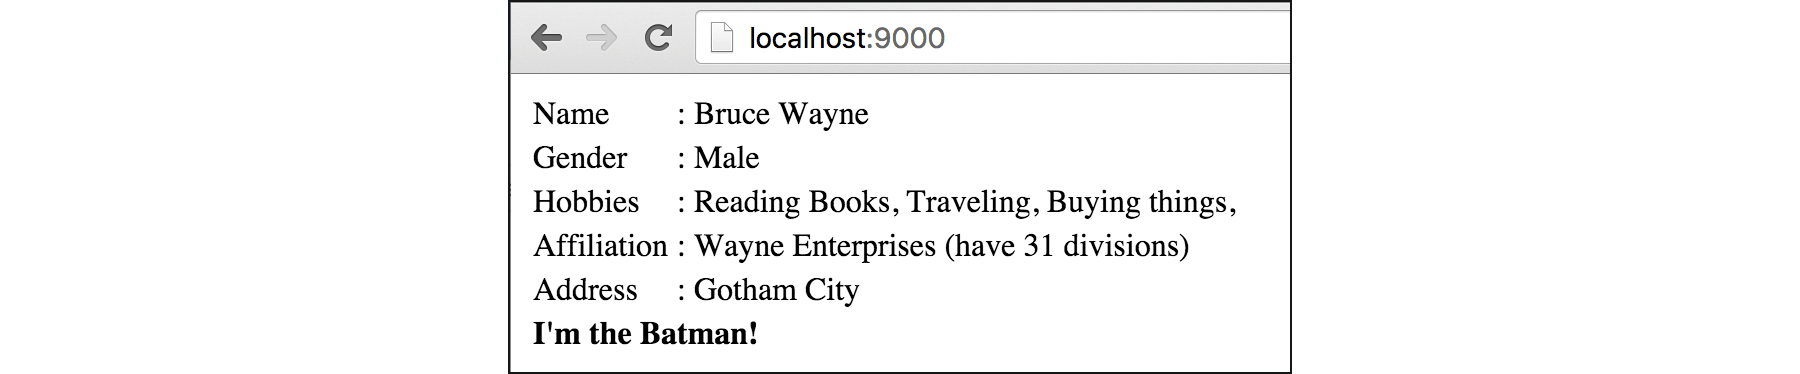 localhost:9000
Name : Bruce Wayne
Gender : Male
Hobbies : Reading Books, Traveling, Buying things,
Affiliation : Wayne Enterprises (have 31 divisions)
Address : Gotham City
I'm the Batman!